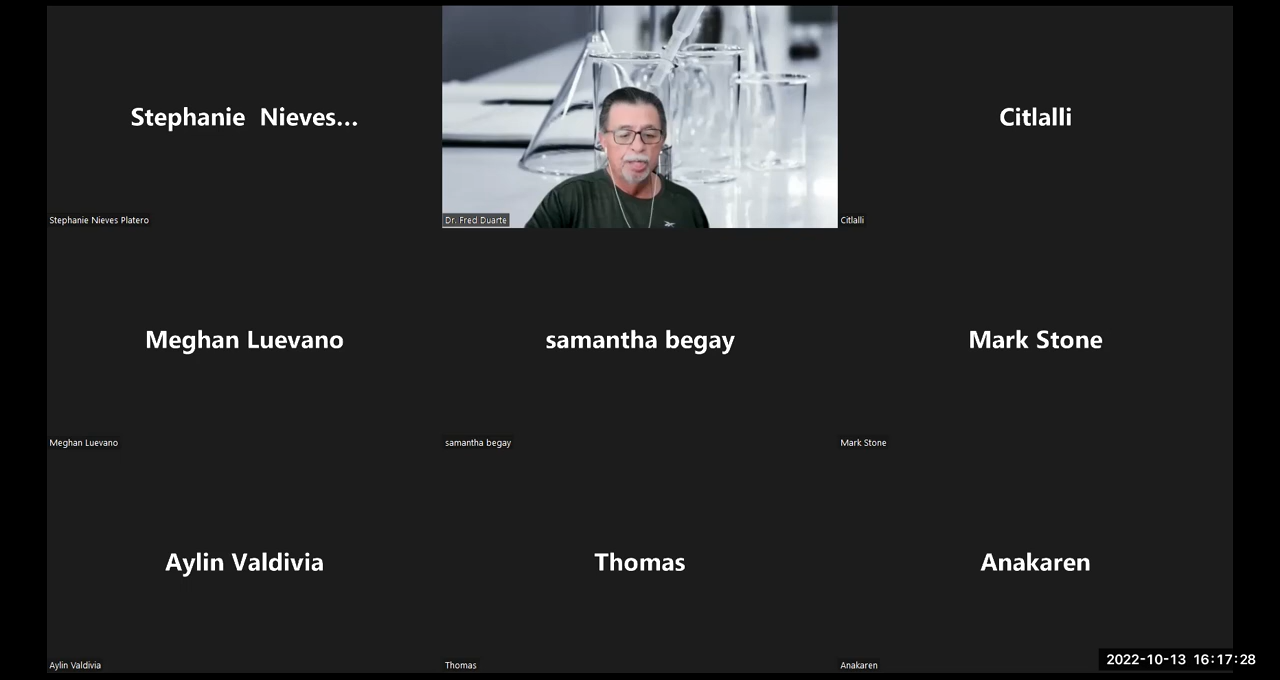 Stephanie  Nieves...
Stephanie Nieves Platero
Dr. Fred Duarte
Citlalli
Citlalli
Meghan Luevano
Meghan Luevano
samantha begay
samantha begay
Mark Stone
Mark Stone
Aylin Valdivia
Aylin Valdivia
Thomas
Thomas
Anakaren
Anakaren
2022-10-13 16:17:28